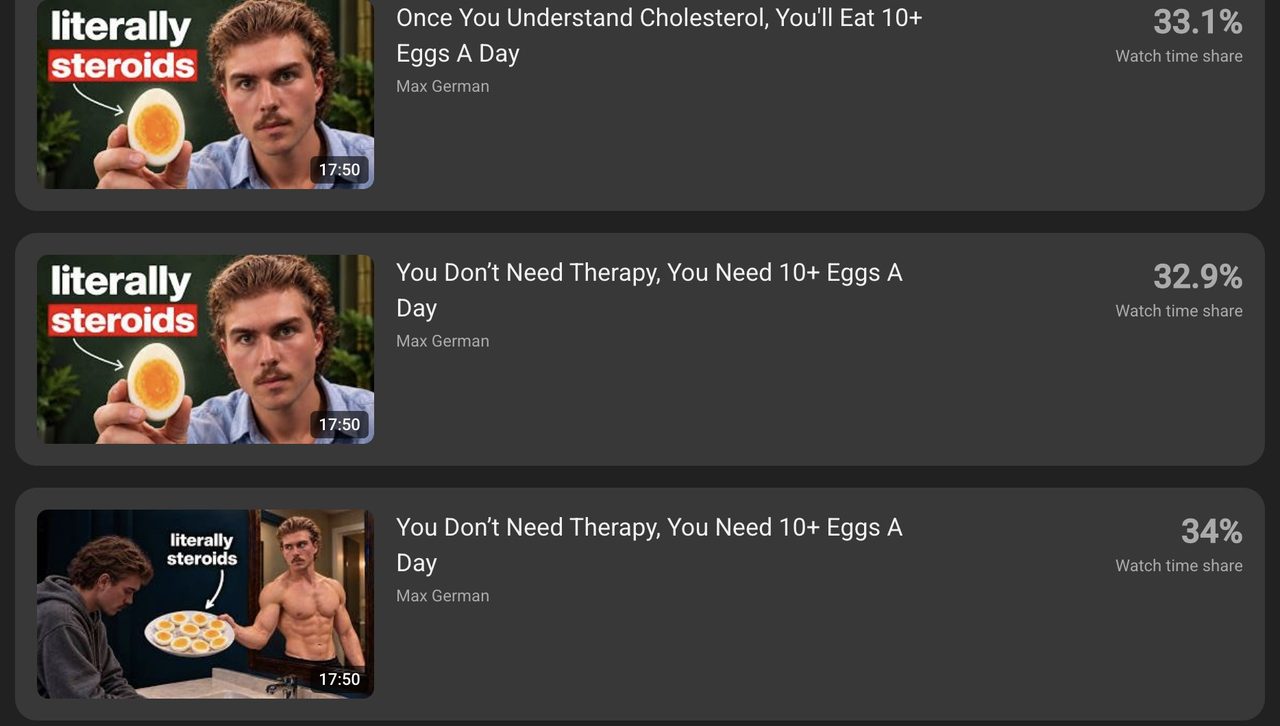 literally
steroids
17:50
Once You Understand Cholesterol, You'll Eat 10+
Eggs A Day
Max German
33.1%
Watch time share
literally
steroids
17:50
You Don’t Need Therapy, You Need 10+ Eggs A
Day
Max German
32.9%
Watch time share
literally
steroids
17:50
You Don’t Need Therapy, You Need 10+ Eggs A
Day
Max German
34%
Watch time share